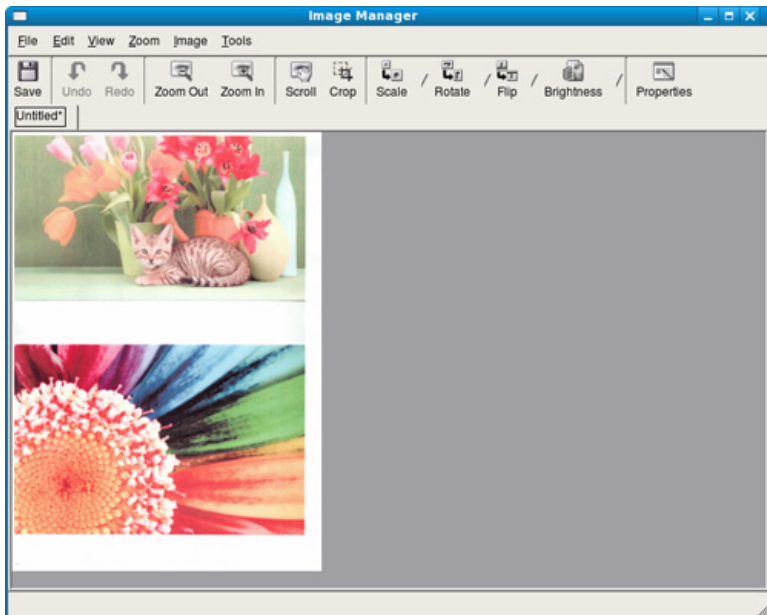 Image Manager
File Edit View Zoom Image Tools
Save Undo Redo Zoom Out Zoom In Scroll Crop Scale / Rotate / Flip / Brightness / Properties
Untitled*